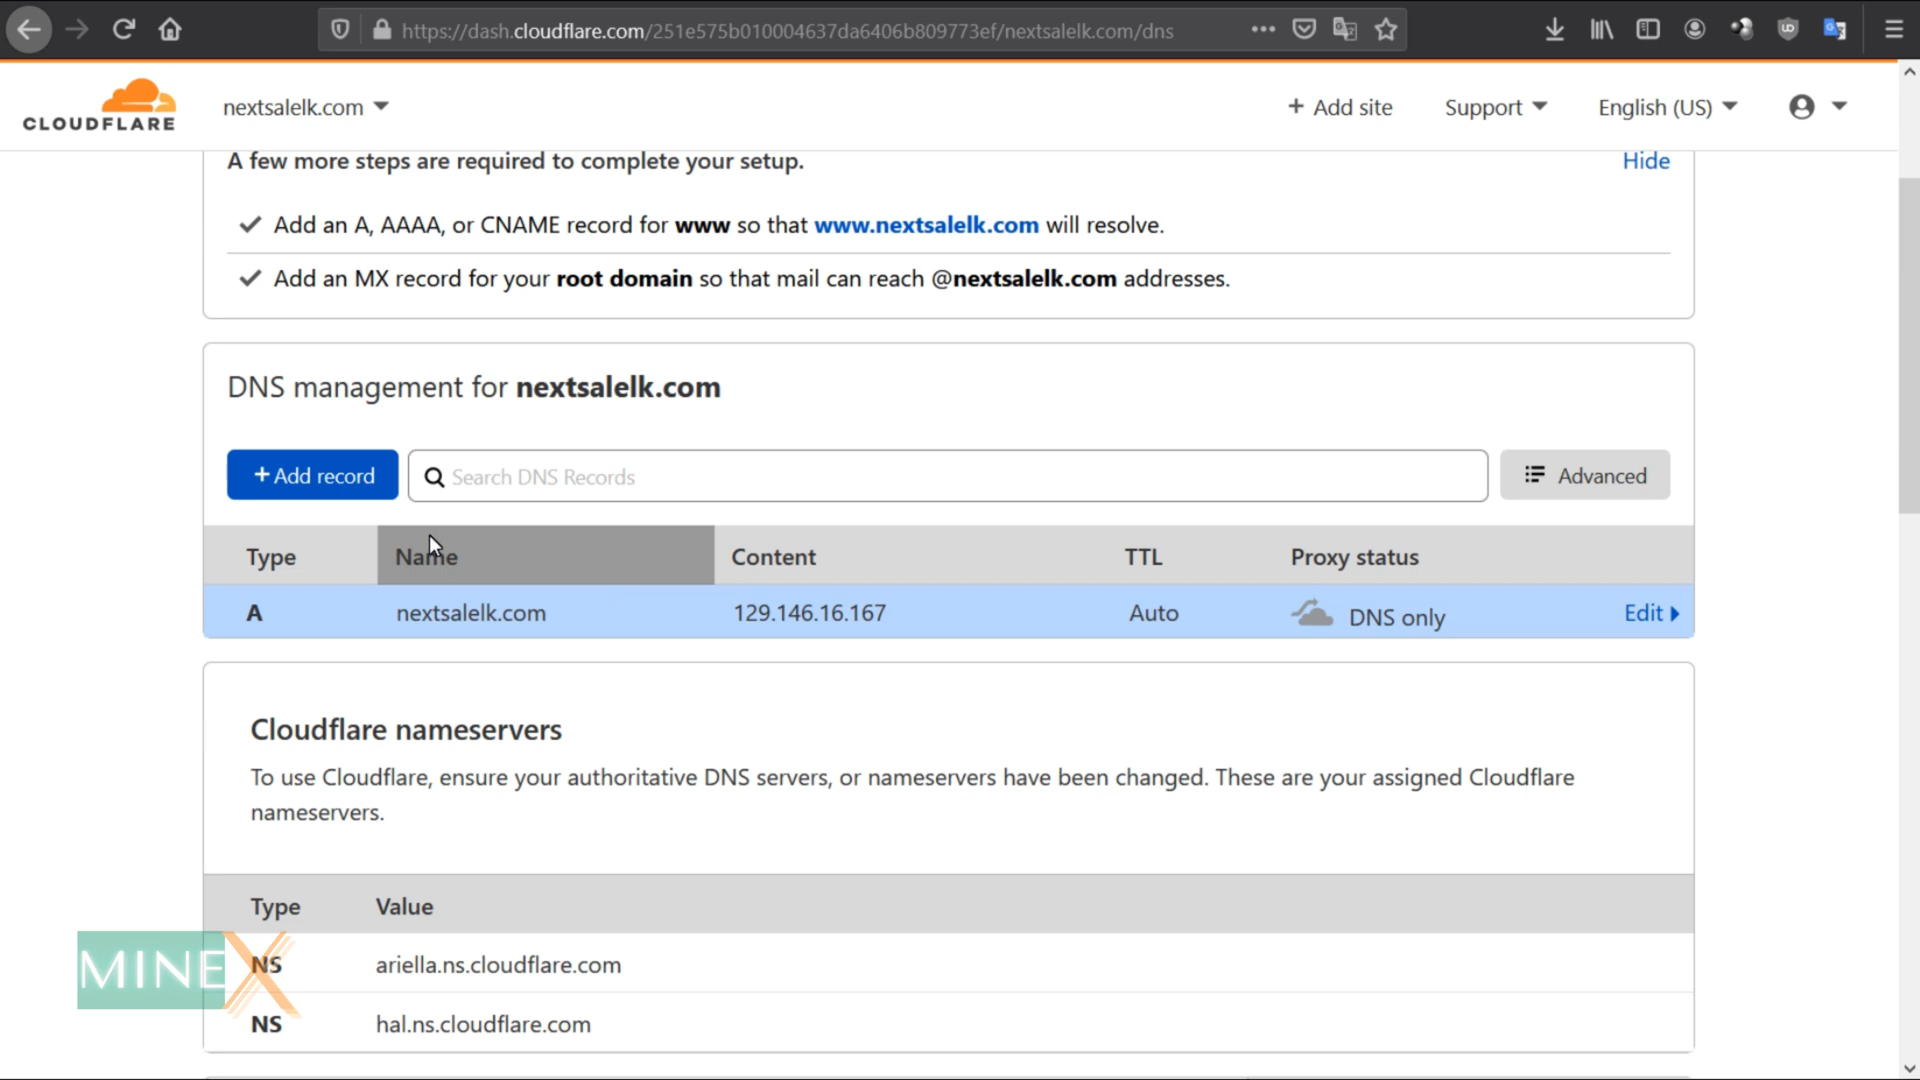 https://dash.cloudflare.com/251e575b010004637da6406b809773ef/nextsalelk.com/dns
CLOUDFLARE
nextsalelk.com
+ Add site
Support
English (US)
A few more steps are required to complete your setup.
Hide
Add an A, AAAA, or CNAME record for www so that www.nextsalelk.com will resolve.
Add an MX record for your root domain so that mail can reach @nextsalelk.com addresses.
DNS management for nextsalelk.com
+ Add record
Search DNS Records
Advanced
Type Name Content TTL Proxy status
A nextsalelk.com 129.146.16.167 Auto DNS only Edit
Cloudflare nameservers
To use Cloudflare, ensure your authoritative DNS servers, or nameservers have been changed. These are your assigned Cloudflare
nameservers.
Type Value
NS ariella.ns.cloudflare.com
MINEX
NS hal.ns.cloudflare.com